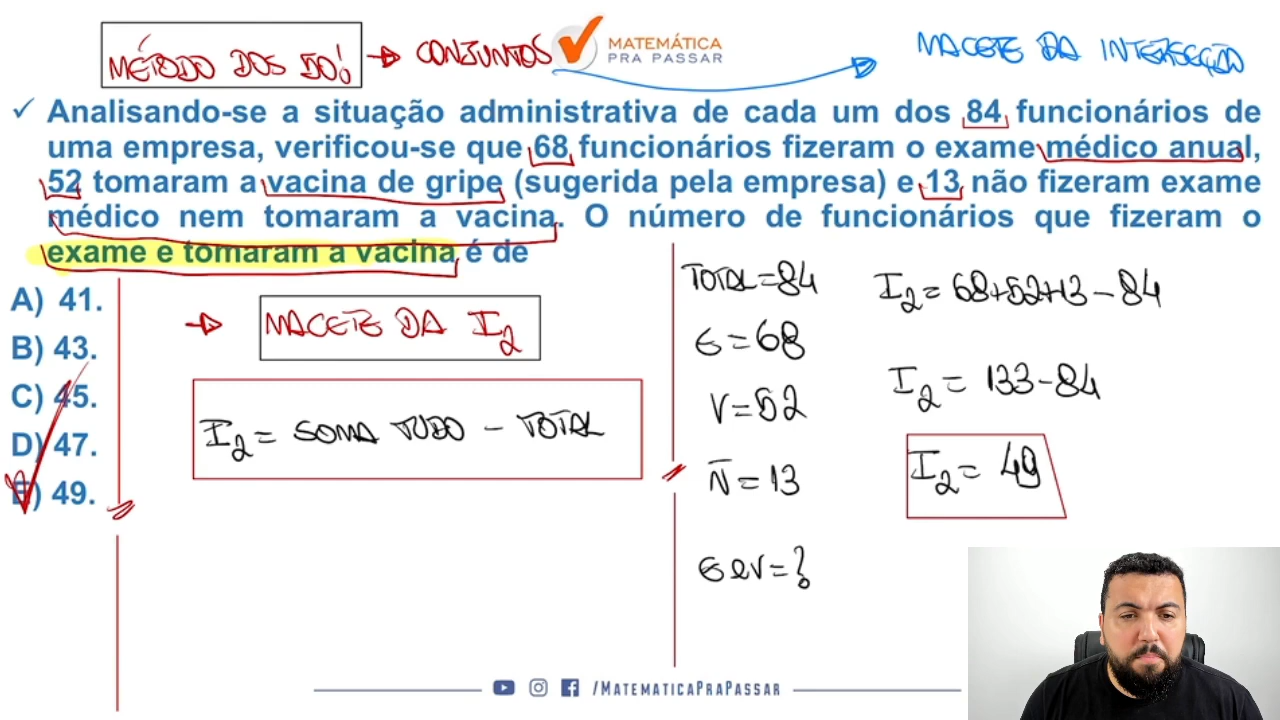 MÉTODO DOS 50! → CONJUNTOS
MATEMÁTICA
PRA PASSAR
MACETE DA INTERSECÇÃO
✓ Analisando-se a situação administrativa de cada um dos 84 funcionários de
uma empresa, verificou-se que 68 funcionários fizeram o exame médico anual,
52 tomaram a vacina de gripe (sugerida pela empresa) e 13 não fizeram exame
médico nem tomaram a vacina. O número de funcionários que fizeram o
exame e tomaram a vacina é de
A) 41.
B) 43.
C) 45.
D) 47.
E) 49.
→ MACETE DA I₂
I₂ = SOMA TUDO - TOTAL
TOTAL = 84
E = 68
V = 52
N̄ = 13
E e V = ?
I₂ = 68+52+13-84
I₂ = 133-84
I₂ = 49
/MATEMATICAPRAPASSAR